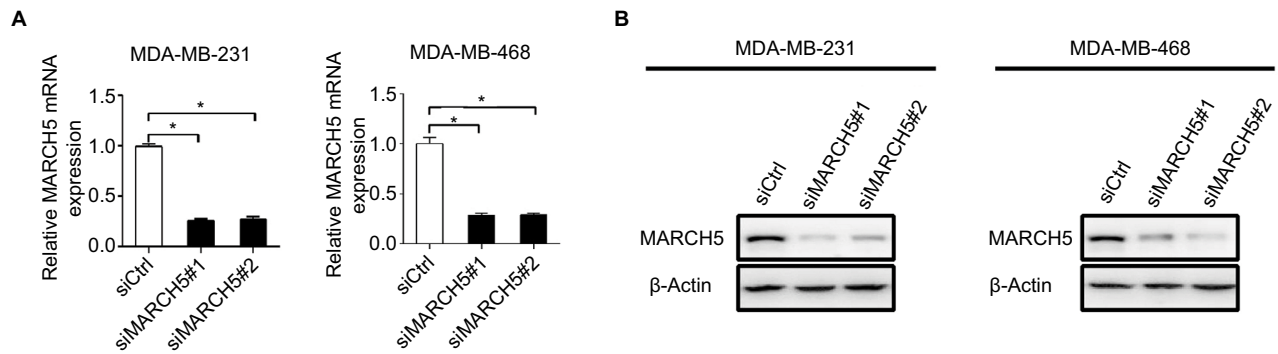 A
MDA-MB-231
Relative MARCH5 mRNA
expression
1.5
1.0
0.5
0.0
*
*
siCtrl
siMARCH5#1
siMARCH5#2
MDA-MB-468
Relative MARCH5 mRNA
expression
1.5
1.0
0.5
0.0
*
*
siCtrl
siMARCH5#1
siMARCH5#2
B
MDA-MB-231
siCtrl
siMARCH5#1
siMARCH5#2
MARCH5
β-Actin
MDA-MB-468
siCtrl
siMARCH5#1
siMARCH5#2
MARCH5
β-Actin